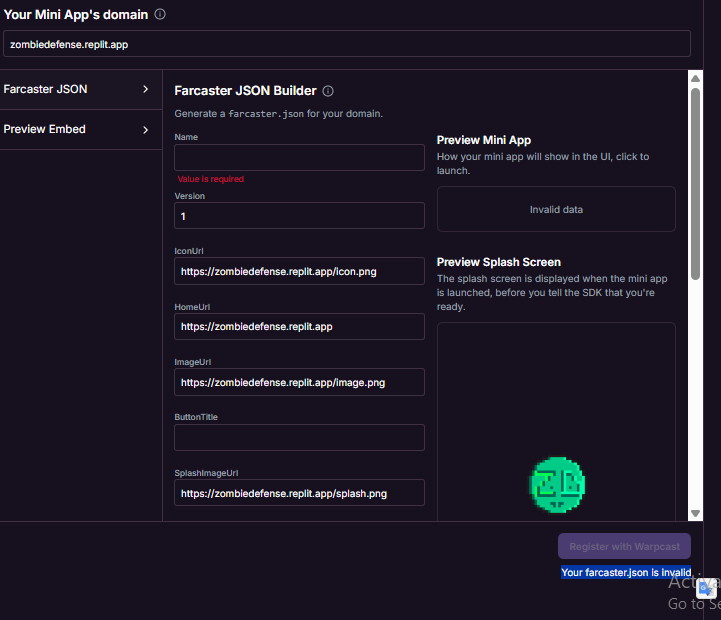 Your Mini App's domain
zombiedefense.replit.app
Farcaster JSON
Preview Embed
Farcaster JSON Builder
Generate a farcaster.json for your domain.
Name
Value is required
Version
1
IconUrl
https://zombiedefense.replit.app/icon.png
HomeUrl
https://zombiedefense.replit.app
ImageUrl
https://zombiedefense.replit.app/image.png
ButtonTitle
SplashImageUrl
https://zombiedefense.replit.app/splash.png
Preview Mini App
How your mini app will show in the UI, click to
launch.
Invalid data
Preview Splash Screen
The splash screen is displayed when the mini app
is launched, before you tell the SDK that you're
ready.
Register with Warpcast
Your farcaster.json is invalid
Activa
Go to Se